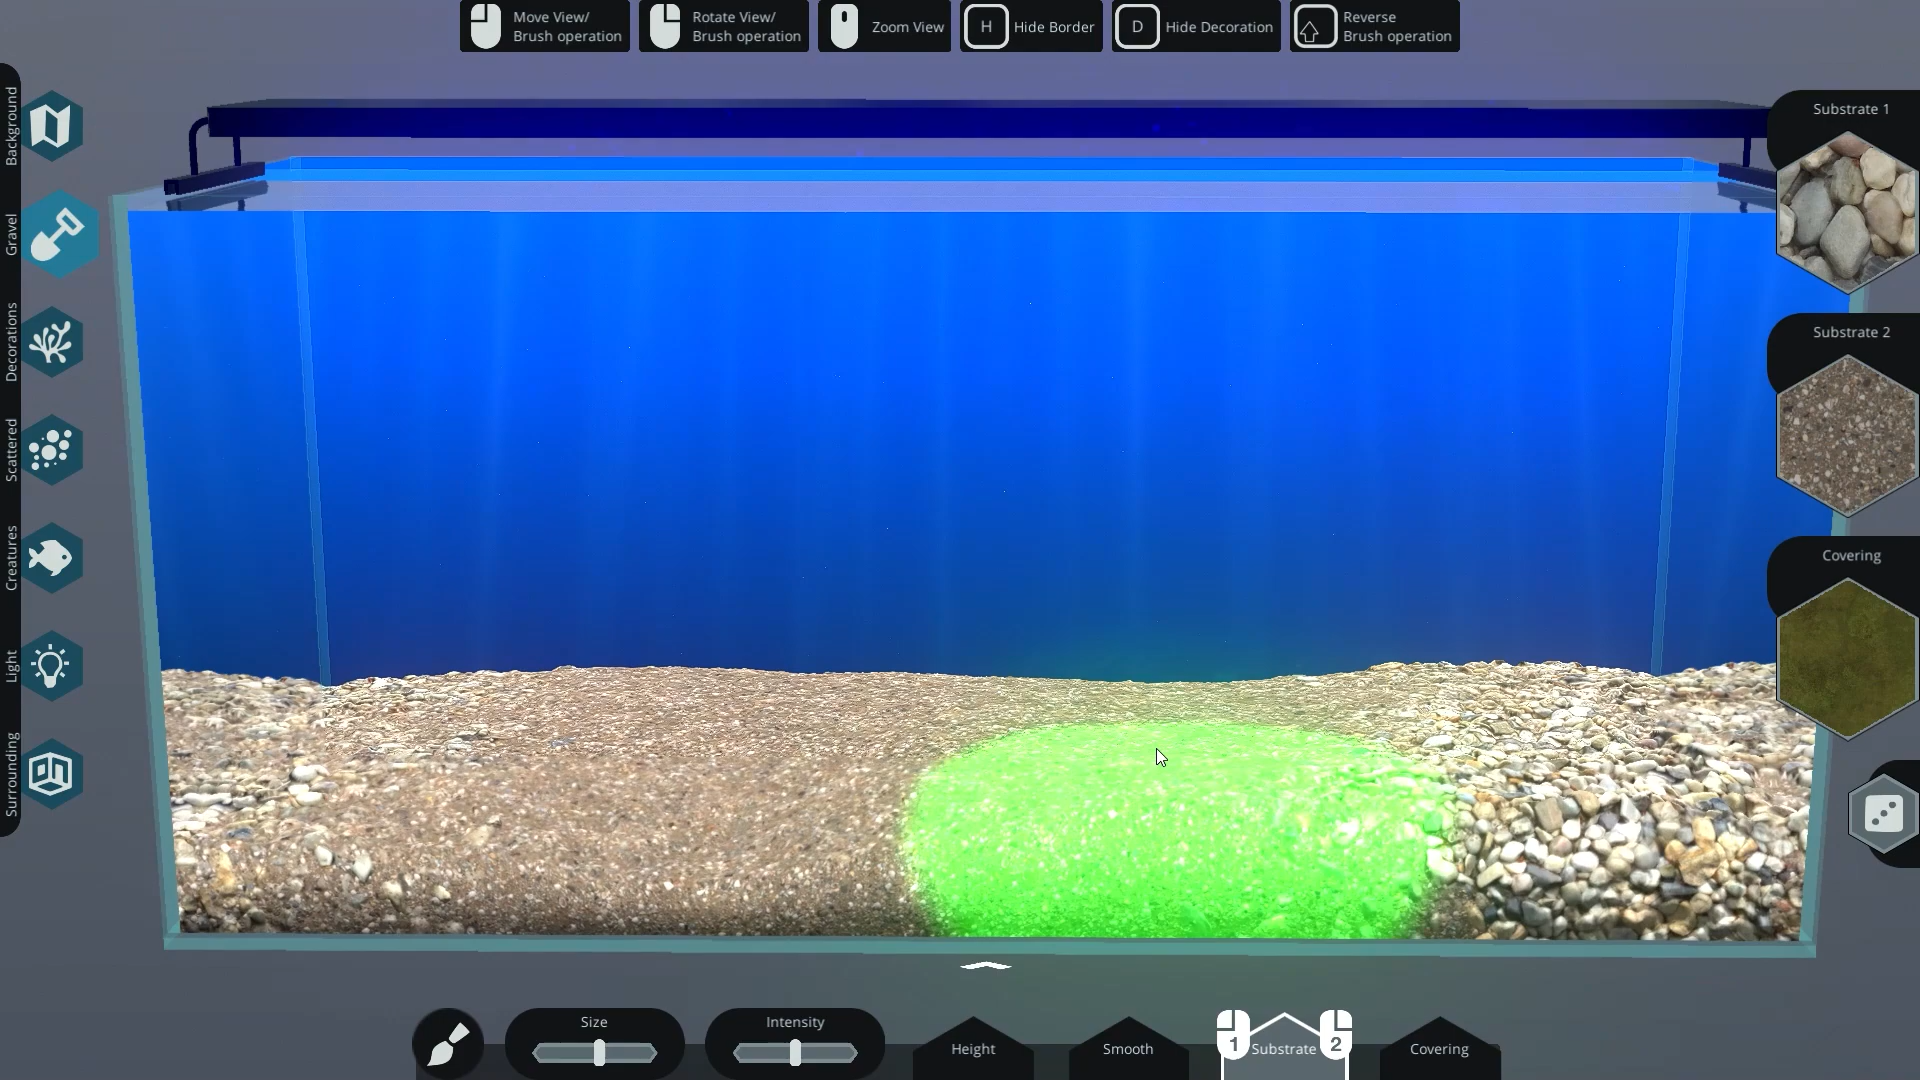 Move View/
Brush operation
Rotate View/
Brush operation
Zoom View
H
Hide Border
D
Hide Decoration
Reverse
Brush operation
Background
Gravel
Decorations
Scattered
Creatures
Light
Surrounding
Substrate 1
Substrate 2
Covering
Size
Intensity
Height
Smooth
1
Substrate
2
Covering